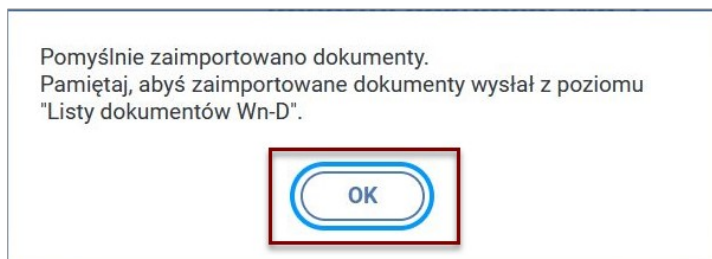 Pomyślnie zaimportowano dokumenty.
Pamiętaj, abyś zaimportowane dokumenty wysłał z poziomu
"Listy dokumentów Wn-D".
OK